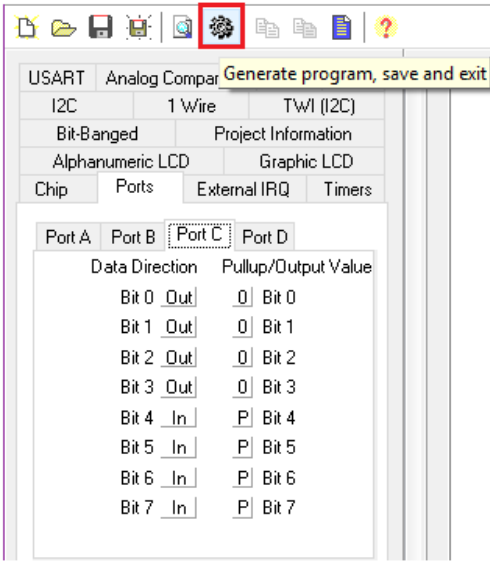 USART Analog Compar
Generate program, save and exit
I2C 1 Wire TWI (I2C)
Bit-Banged Project Information
Alphanumeric LCD Graphic LCD
Chip Ports External IRQ Timers
Port A Port B Port C Port D
Data Direction Pullup/Output Value
Bit 0 Out 0 Bit 0
Bit 1 Out 0 Bit 1
Bit 2 Out 0 Bit 2
Bit 3 Out 0 Bit 3
Bit 4 In P Bit 4
Bit 5 In P Bit 5
Bit 6 In P Bit 6
Bit 7 In P Bit 7